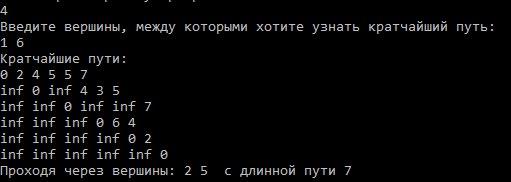 4
Введите вершины, между которыми хотите узнать кратчайший путь:
1 6
Кратчайшие пути:
0 2 4 5 5 7
inf 0 inf 4 3 5
inf inf 0 inf inf 7
inf inf inf 0 6 4
inf inf inf inf 0 2
inf inf inf inf inf 0
Проходя через вершины: 2 5  с длинной пути 7